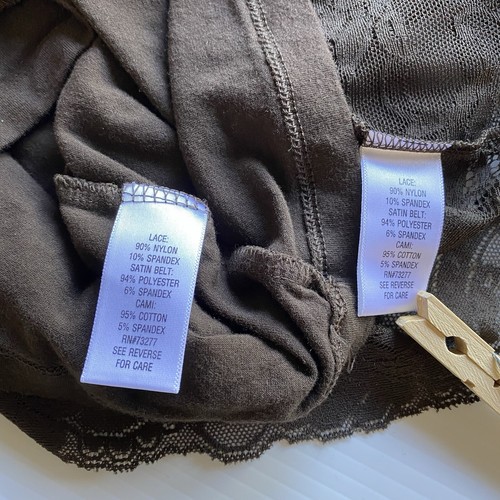 LACE:
90% NYLON
10% SPANDEX
SATIN BELT:
94% POLYESTER
6% SPANDEX
CAMI:
95% COTTON
5% SPANDEX
RN#73277
SEE REVERSE
FOR CARE
LACE:
90% NYLON
10% SPANDEX
SATIN BELT:
94% POLYESTER
6% SPANDEX
CAMI:
95% COTTON
5% SPANDEX
RN#73277
SEE REVERSE
FOR CARE